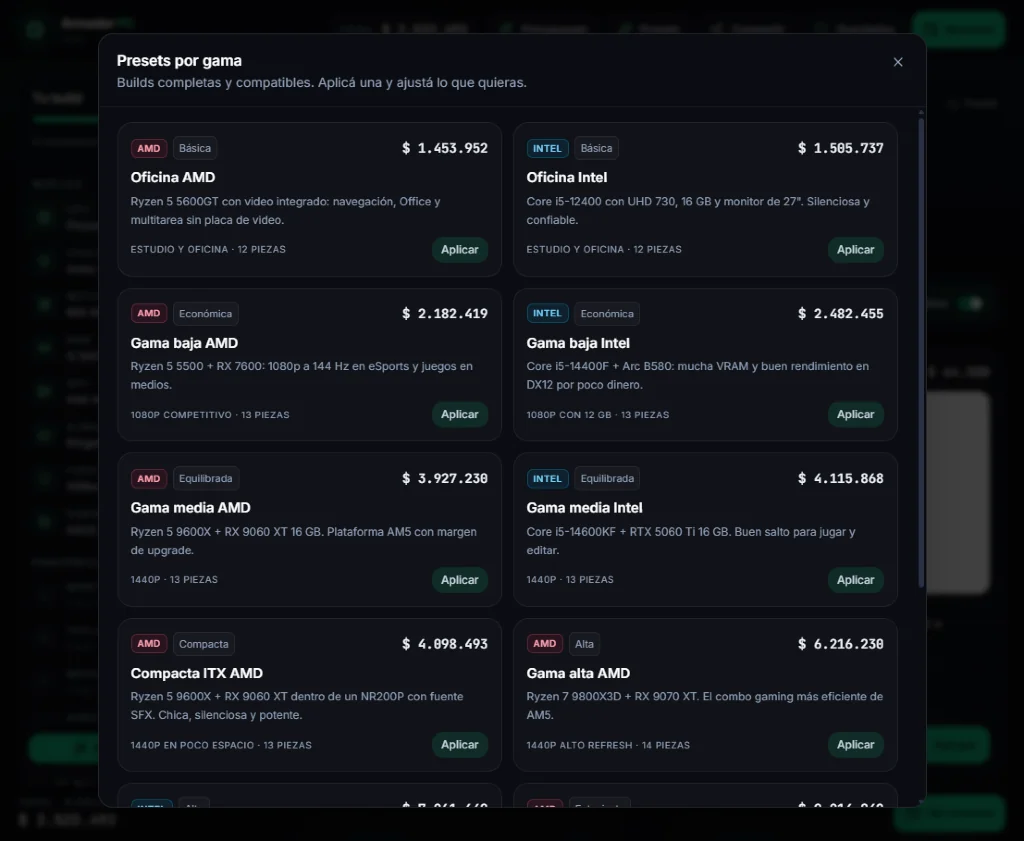 Presets por gama
Builds completas y compatibles. Aplicá una y ajustá lo que quieras.
AMD Básica $ 1.453.952
Oficina AMD
Ryzen 5 5600GT con video integrado: navegación, Office y
multitarea sin placa de video.
ESTUDIO Y OFICINA · 12 PIEZAS Aplicar
INTEL Básica $ 1.505.737
Oficina Intel
Core i5-12400 con UHD 730, 16 GB y monitor de 27". Silenciosa y
confiable.
ESTUDIO Y OFICINA · 12 PIEZAS Aplicar
AMD Económica $ 2.182.419
Gama baja AMD
Ryzen 5 5500 + RX 7600: 1080p a 144 Hz en eSports y juegos en
medios.
1080P COMPETITIVO · 13 PIEZAS Aplicar
INTEL Económica $ 2.482.455
Gama baja Intel
Core i5-14400F + Arc B580: mucha VRAM y buen rendimiento en
DX12 por poco dinero.
1080P CON 12 GB · 13 PIEZAS Aplicar
AMD Equilibrada $ 3.927.230
Gama media AMD
Ryzen 5 9600X + RX 9060 XT 16 GB. Plataforma AM5 con margen
de upgrade.
1440P · 13 PIEZAS Aplicar
INTEL Equilibrada $ 4.115.868
Gama media Intel
Core i5-14600KF + RTX 5060 Ti 16 GB. Buen salto para jugar y
editar.
1440P · 13 PIEZAS Aplicar
AMD Compacta $ 4.098.493
Compacta ITX AMD
Ryzen 5 9600X + RX 9060 XT dentro de un NR200P con fuente
SFX. Chica, silenciosa y potente.
1440P EN POCO ESPACIO · 13 PIEZAS Aplicar
AMD Alta $ 6.216.230
Gama alta AMD
Ryzen 7 9800X3D + RX 9070 XT. El combo gaming más eficiente de
AM5.
1440P ALTO REFRESH · 14 PIEZAS Aplicar
INTEL Alta
AMD